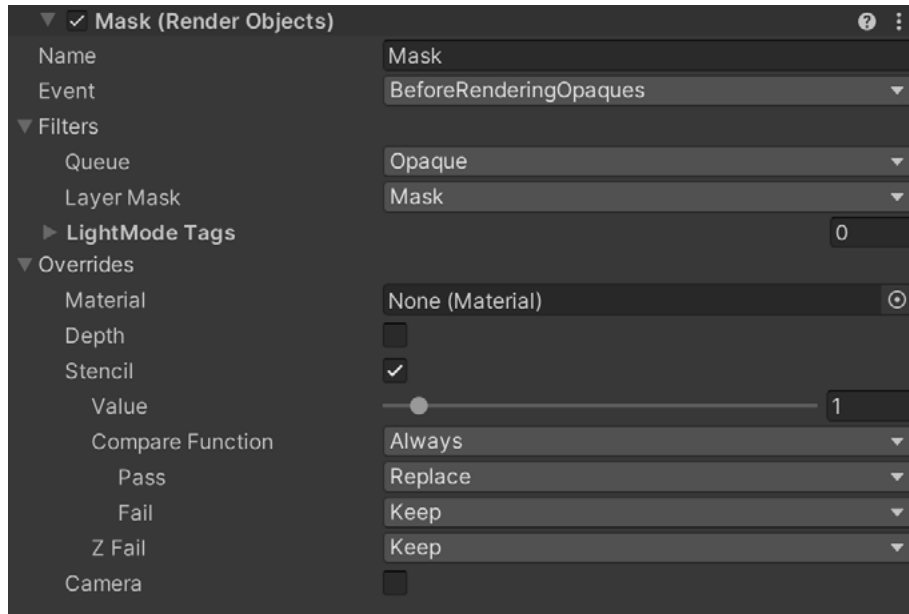 Mask (Render Objects)
Name Mask
Event BeforeRenderingOpaques
Filters
Queue Opaque
Layer Mask Mask
LightMode Tags 0
Overrides
Material None (Material)
Depth
Stencil
Value 1
Compare Function Always
Pass Replace
Fail Keep
Z Fail Keep
Camera